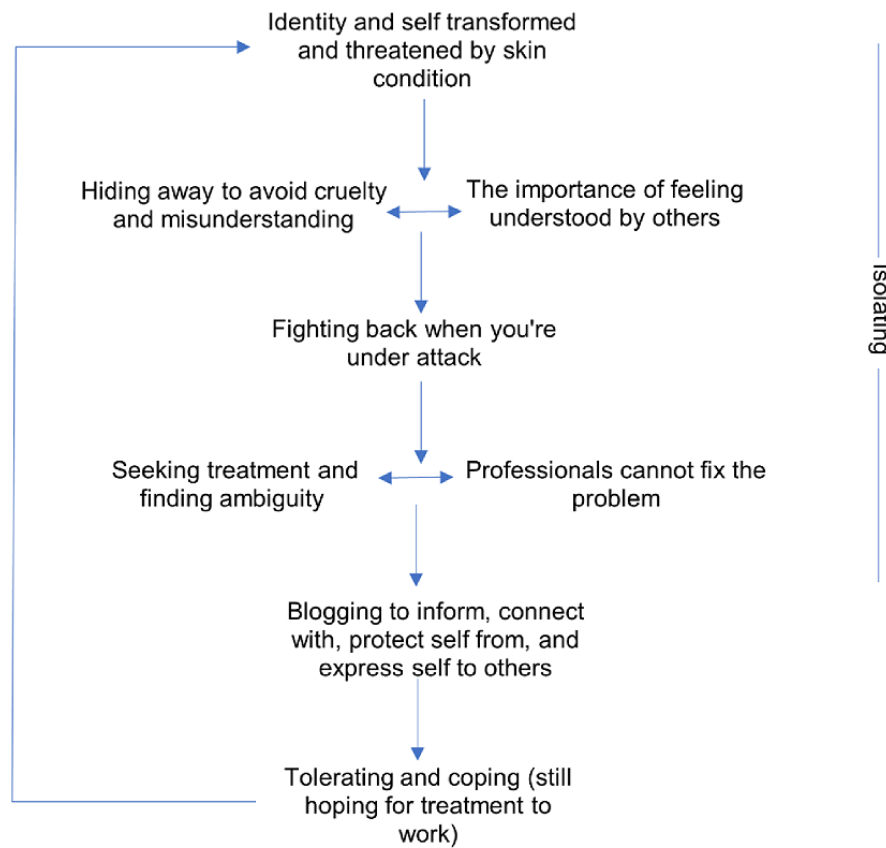 Identity and self transformed
and threatened by skin
condition
Hiding away to avoid cruelty
and misunderstanding
The importance of feeling
understood by others
Isolating
Fighting back when you're
under attack
Seeking treatment and
finding ambiguity
Professionals cannot fix the
problem
Blogging to inform, connect
with, protect self from, and
express self to others
Tolerating and coping (still
hoping for treatment to
work)